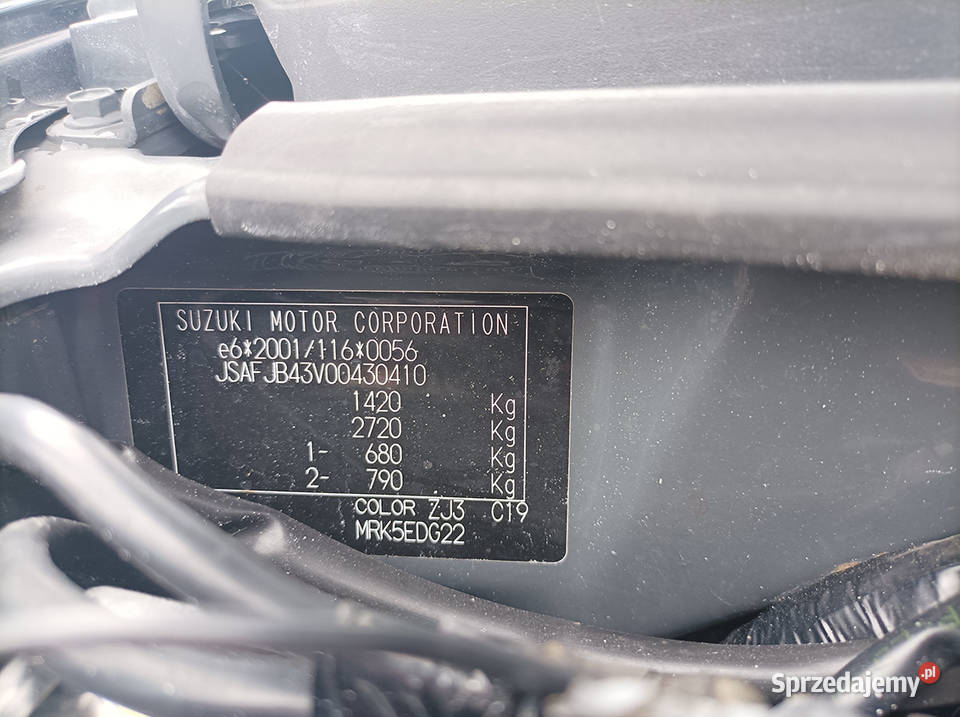 SUZUKI MOTOR CORPORATION
e6*2001/116*0056
JSAFJB43V00430410
1420 Kg
2720 Kg
1- 680 Kg
2- 790 Kg
COLOR ZJ3 C19
MRK5EDG22
Sprzedajemy.pl